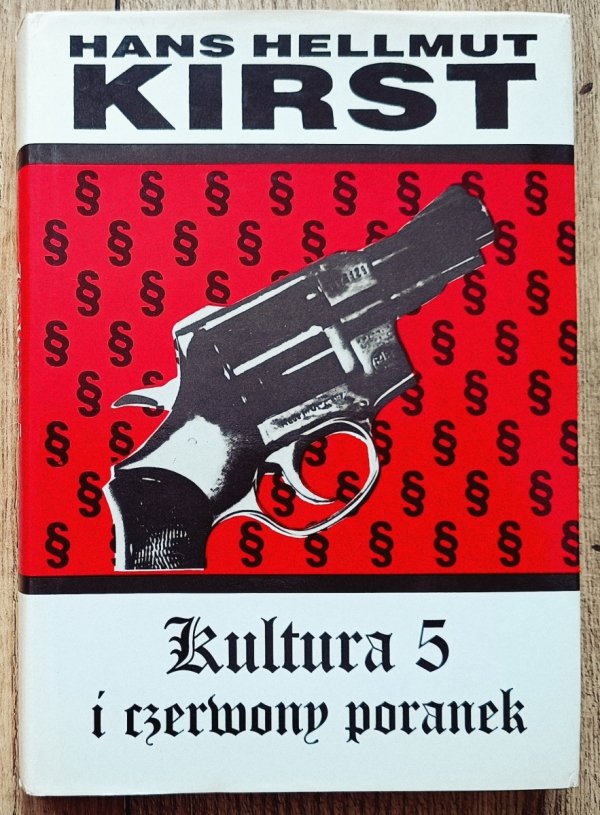 HANS HELLMUT
KIRST
§ § § § § § §
§ § § § § § § §
§ § § § § §
§ § § § § §
§ § § § §
§ § § § § §
§ § § § § §
§ § § § § § §
Kultura 5
i czerwony poranek